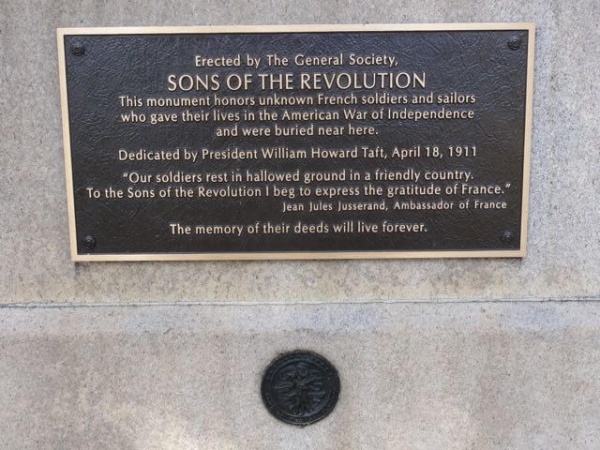 Erected by The General Society,
SONS OF THE REVOLUTION
This monument honors unknown French soldiers and sailors
who gave their lives in the American War of Independence
and were buried near here.
Dedicated by President William Howard Taft, April 18, 1911
“Our soldiers rest in hallowed ground in a friendly country.
To the Sons of the Revolution I beg to express the gratitude of France.”
Jean Jules Jusserand, Ambassador of France
The memory of their deeds will live forever.